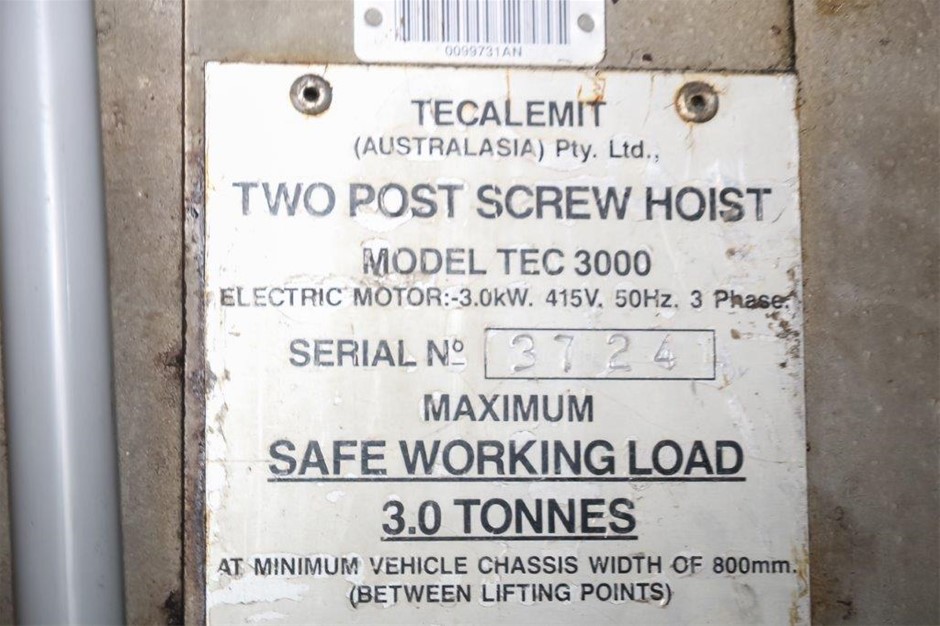 0099731AN
TECALEMIT
(AUSTRALASIA) Pty. Ltd.,
TWO POST SCREW HOIST
MODEL TEC 3000
ELECTRIC MOTOR:-3.0kW. 415V. 50Hz. 3 Phase.
SERIAL Nº 3724
MAXIMUM
SAFE WORKING LOAD
3.0 TONNES
AT MINIMUM VEHICLE CHASSIS WIDTH OF 800mm.
(BETWEEN LIFTING POINTS)